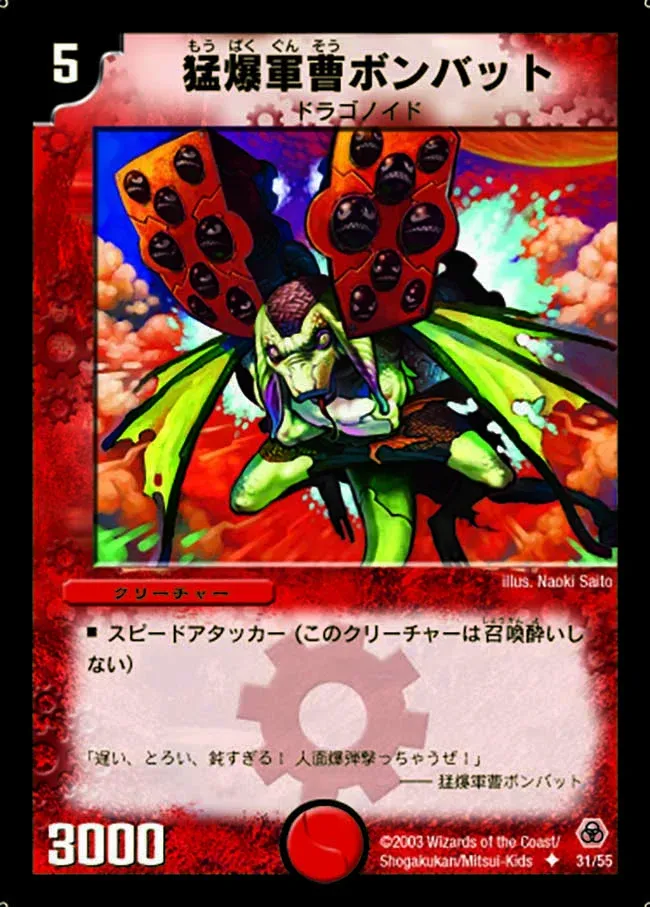 5
もう ばく ぐん そう
猛爆軍曹ボンバット
ドラゴノイド
illus. Naoki Saito
クリーチャー
■ スピードアタッカー (このクリーチャーは召喚酔いし
ない)
「遅い、とろい、鈍すぎる! 人面爆弾撃っちゃうぜ!」
—— 猛爆軍曹ボンバット
3000
©2003 Wizards of the Coast/
Shogakukan/Mitsui-Kids ✦ 31/55